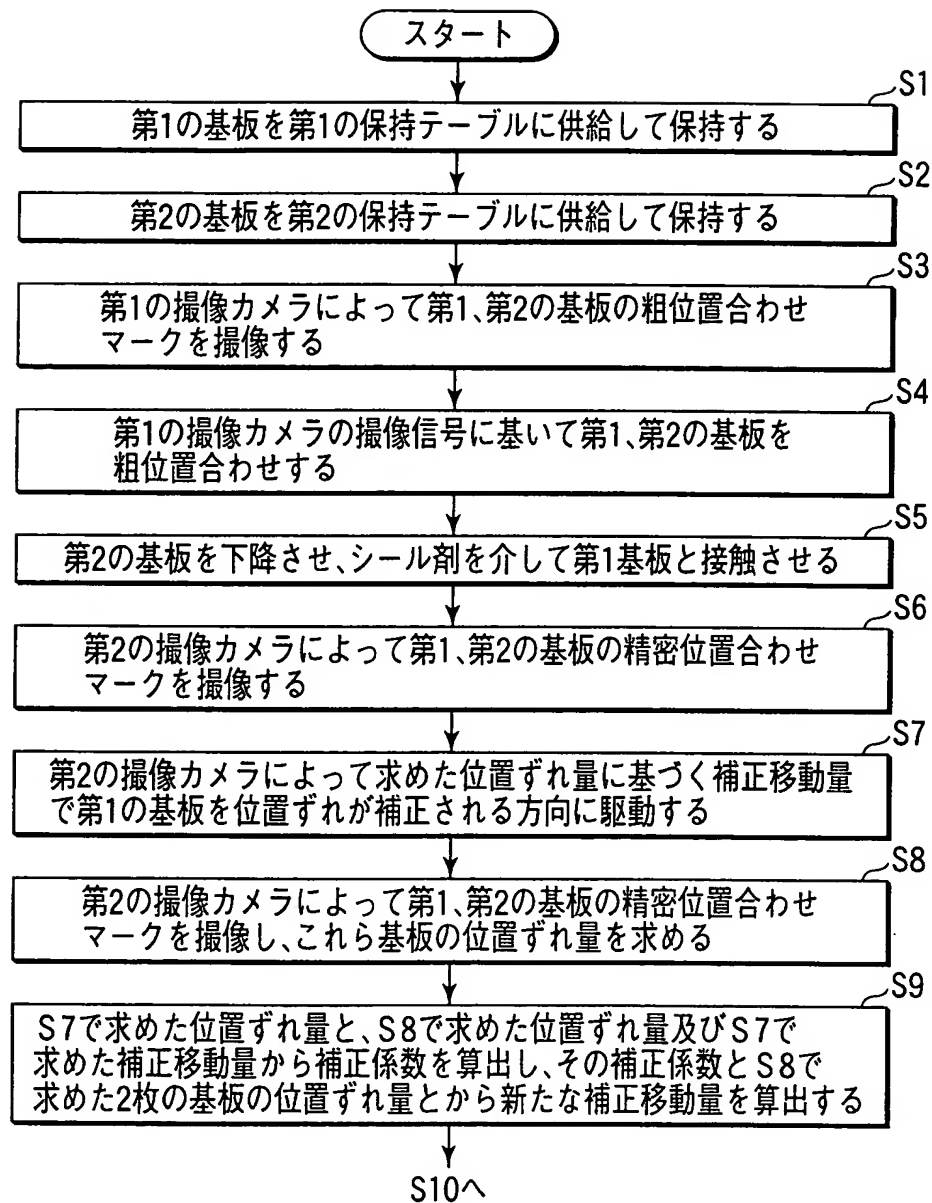 スタート
S1
第1の基板を第1の保持テーブルに供給して保持する
S2
第2の基板を第2の保持テーブルに供給して保持する
S3
第1の撮像カメラによって第1、第2の基板の粗位置合わせ
マークを撮像する
S4
第1の撮像カメラの撮像信号に基いて第1、第2の基板を
粗位置合わせする
S5
第2の基板を下降させ、シール剤を介して第1基板と接触させる
S6
第2の撮像カメラによって第1、第2の基板の精密位置合わせ
マークを撮像する
S7
第2の撮像カメラによって求めた位置ずれ量に基づく補正移動量
で第1の基板を位置ずれが補正される方向に駆動する
S8
第2の撮像カメラによって第1、第2の基板の精密位置合わせ
マークを撮像し、これら基板の位置ずれ量を求める
S9
S7で求めた位置ずれ量と、S8で求めた位置ずれ量及びS7で
求めた補正移動量から補正係数を算出し、その補正係数とS8で
求めた2枚の基板の位置ずれ量とから新たな補正移動量を算出する
S10へ